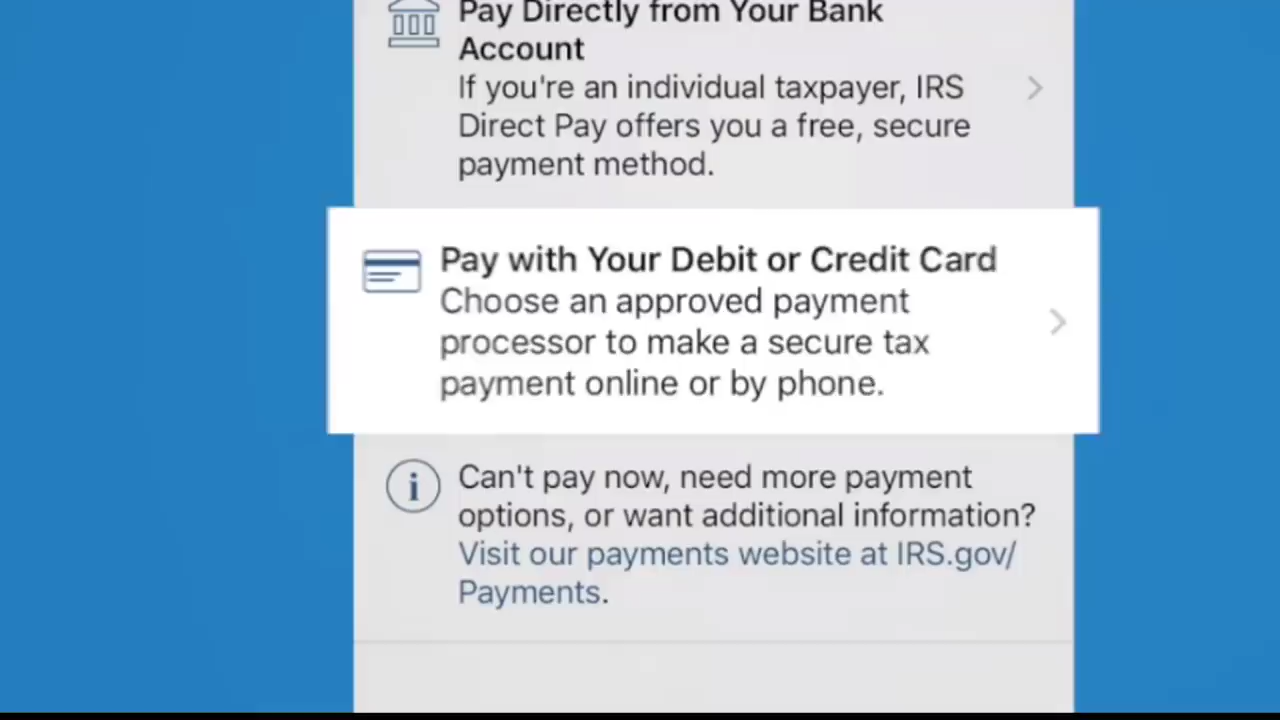 Pay Directly from Your Bank
Account
If you're an individual taxpayer, IRS
Direct Pay offers you a free, secure
payment method.
Pay with Your Debit or Credit Card
Choose an approved payment
processor to make a secure tax
payment online or by phone.
Can't pay now, need more payment
options, or want additional information?
Visit our payments website at IRS.gov/
Payments.